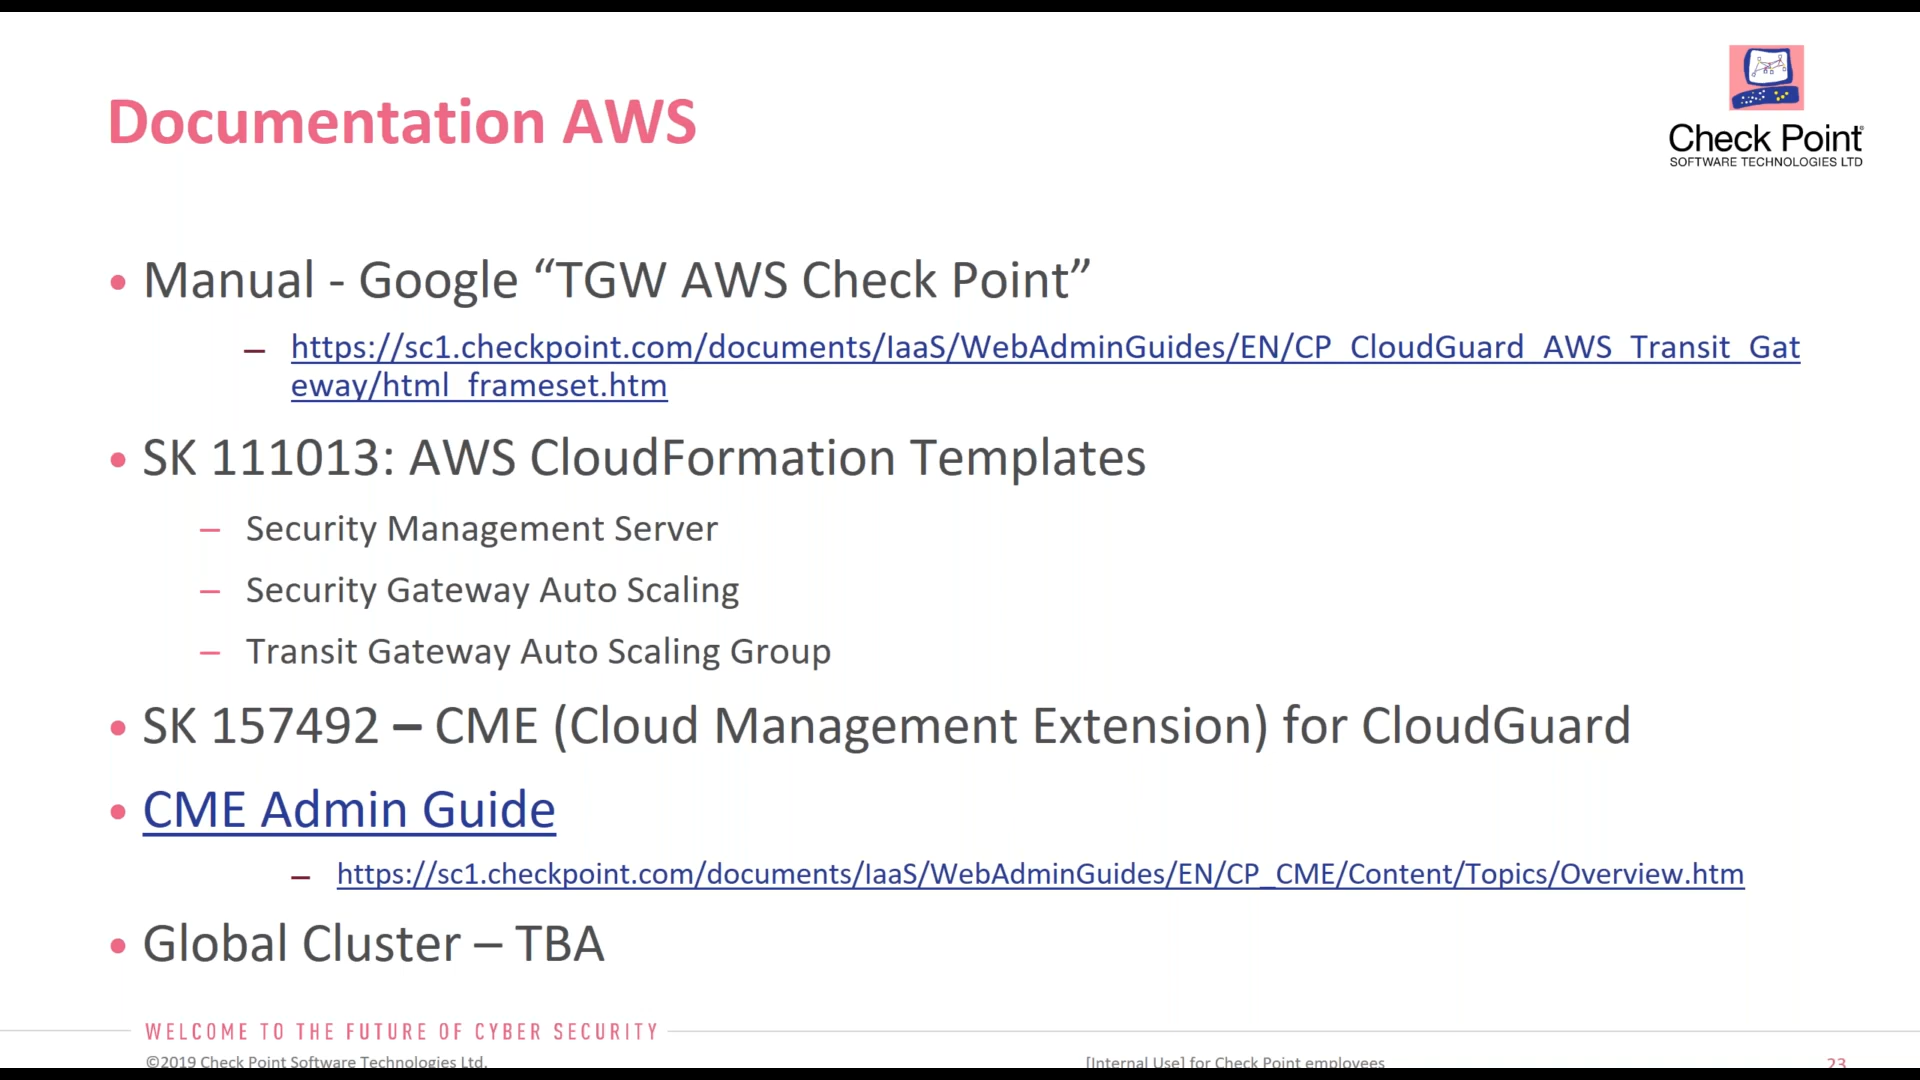 Documentation AWS
Check Point
SOFTWARE TECHNOLOGIES LTD
• Manual - Google “TGW AWS Check Point”
– https://sc1.checkpoint.com/documents/IaaS/WebAdminGuides/EN/CP_CloudGuard_AWS_Transit_Gat
eway/html_frameset.htm
• SK 111013: AWS CloudFormation Templates
– Security Management Server
– Security Gateway Auto Scaling
– Transit Gateway Auto Scaling Group
• SK 157492 – CME (Cloud Management Extension) for CloudGuard
• CME Admin Guide
– https://sc1.checkpoint.com/documents/IaaS/WebAdminGuides/EN/CP_CME/Content/Topics/Overview.htm
• Global Cluster – TBA
WELCOME TO THE FUTURE OF CYBER SECURITY
©2019 Check Point Software Technologies Ltd.
[Internal Use] for Check Point employees
23